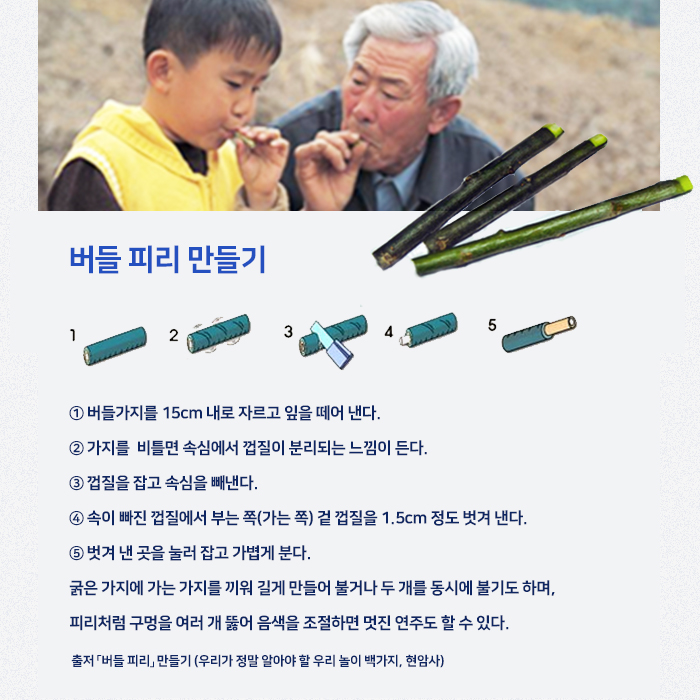 버들 피리 만들기
1 2 3 4 5
① 버들가지를 15cm 내로 자르고 잎을 떼어 낸다.
② 가지를 비틀면 속심에서 껍질이 분리되는 느낌이 든다.
③ 껍질을 잡고 속심을 빼낸다.
④ 속이 빠진 껍질에서 부는 쪽(가는 쪽) 겉 껍질을 1.5cm 정도 벗겨 낸다.
⑤ 벗겨 낸 곳을 눌러 잡고 가볍게 분다.
굵은 가지에 가는 가지를 끼워 길게 만들어 불거나 두 개를 동시에 불기도 하며,
피리처럼 구멍을 여러 개 뚫어 음색을 조절하면 멋진 연주도 할 수 있다.
출저 「버들 피리」 만들기 (우리가 정말 알아야 할 우리 놀이 백가지, 현암사)